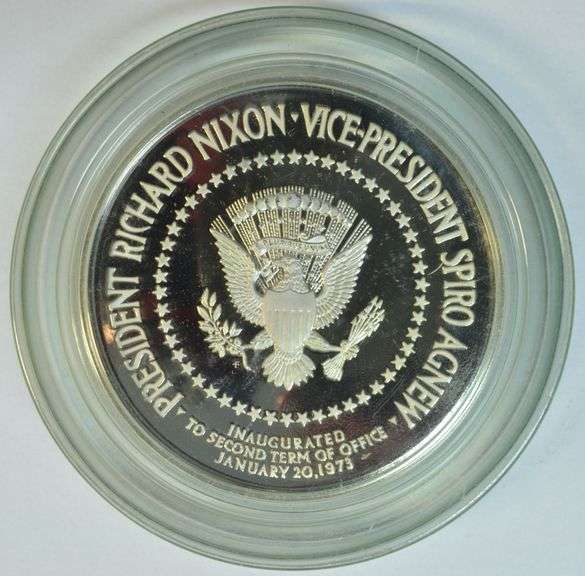 PRESIDENT RICHARD NIXON · VICE-PRESIDENT SPIRO AGNEW
INAUGURATED
TO SECOND TERM OF OFFICE
JANUARY 20, 1973